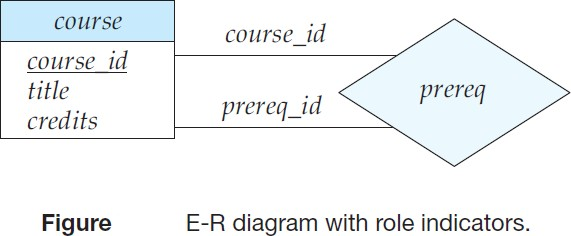 course
course_id
title
credits
course_id
prereq_id
prereq
Figure E-R diagram with role indicators.